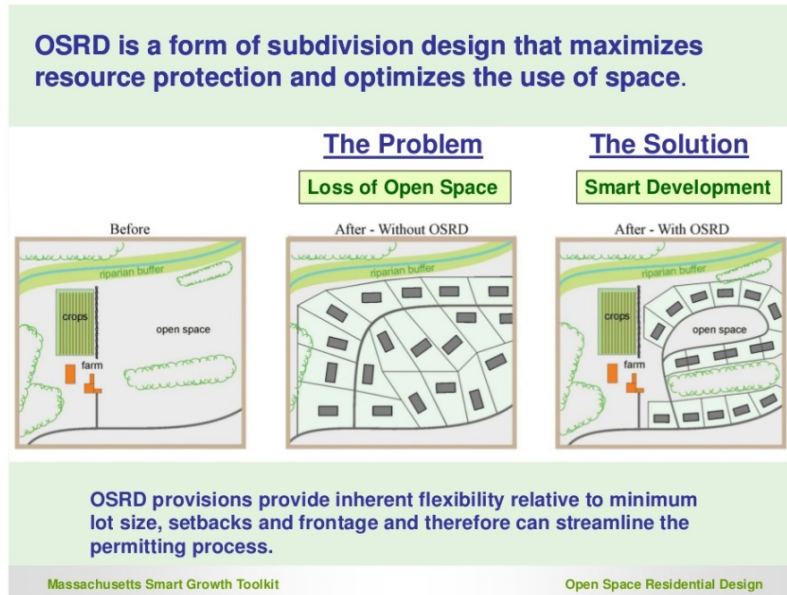 OSRD is a form of subdivision design that maximizes
resource protection and optimizes the use of space.
The Problem
The Solution
Loss of Open Space
Smart Development
Before
After - Without OSRD
After - With OSRD
riparian buffer
crops
open space
farm
riparian buffer
riparian buffer
crops
open space
farm
OSRD provisions provide inherent flexibility relative to minimum
lot size, setbacks and frontage and therefore can streamline the
permitting process.
Massachusetts Smart Growth Toolkit
Open Space Residential Design